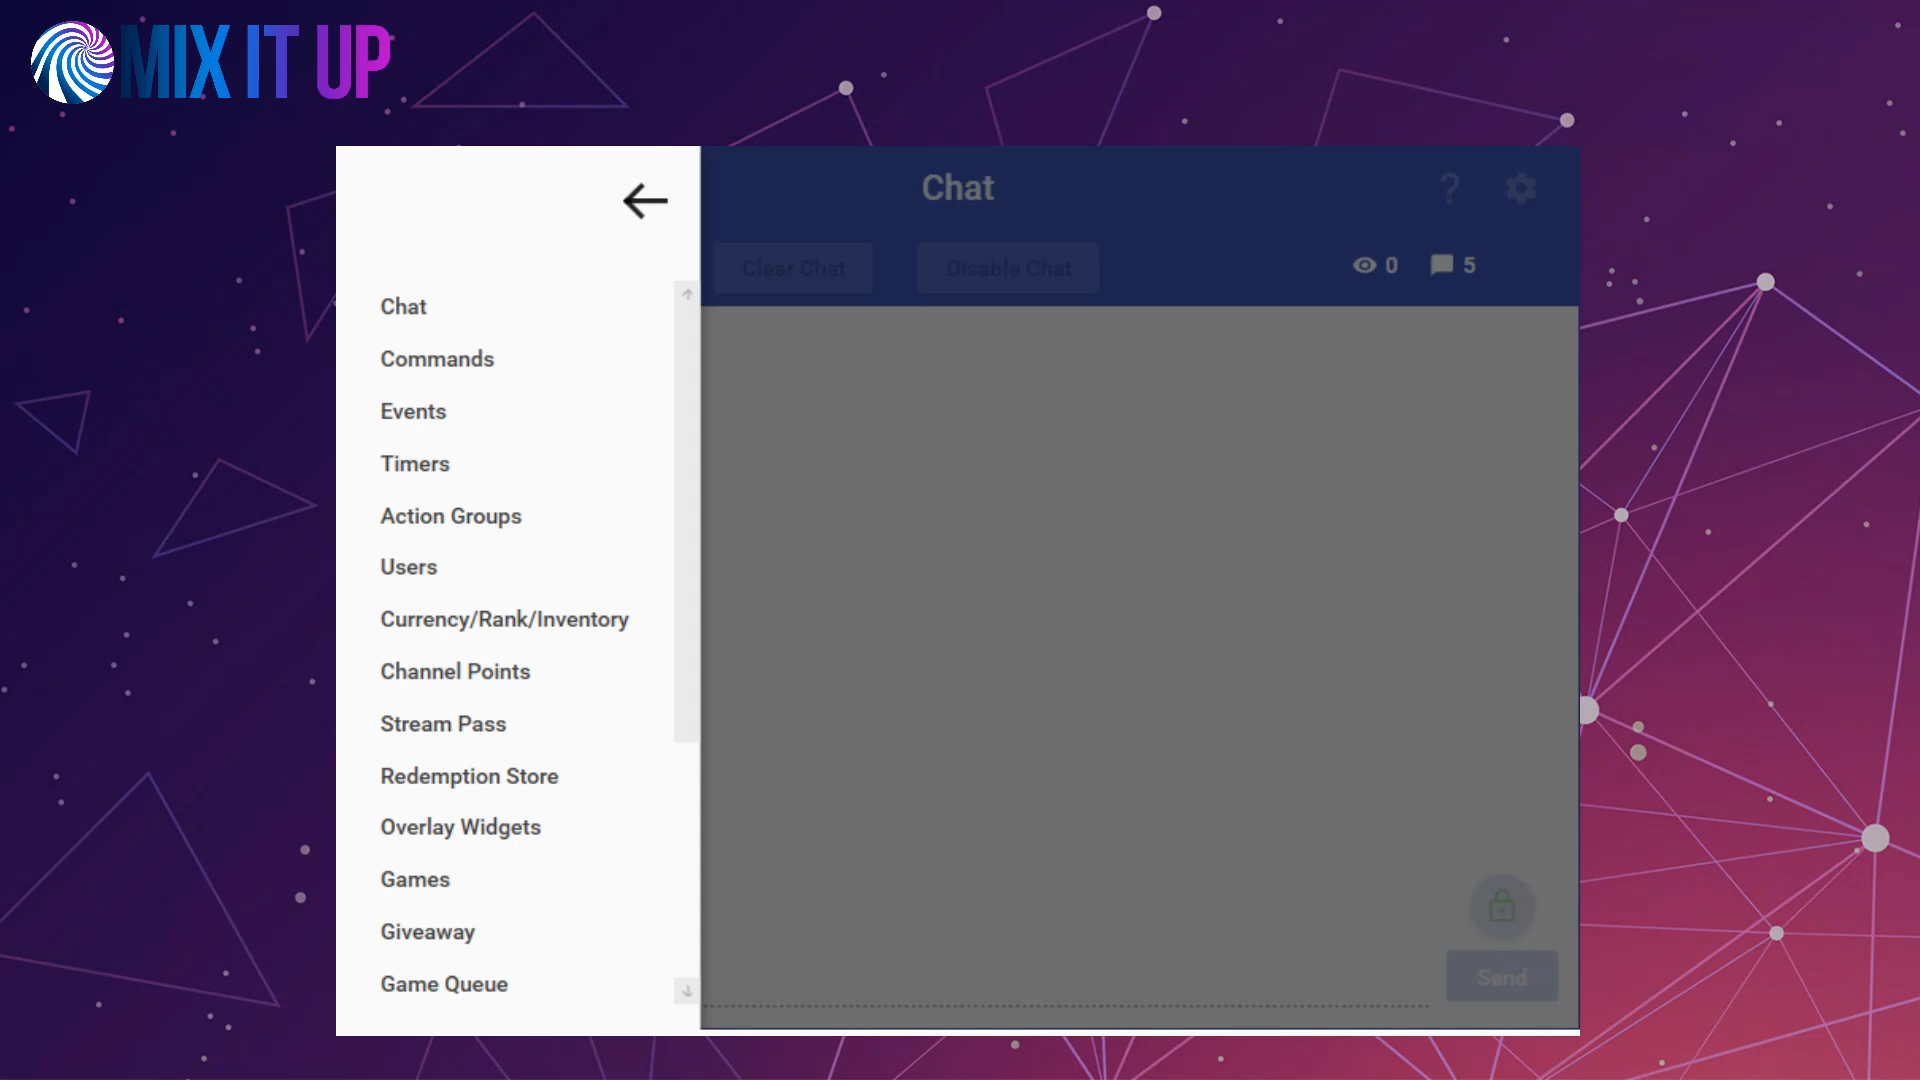 MIX IT UP
Chat
?
Clear Chat
Disable Chat
0
5
Chat
Commands
Events
Timers
Action Groups
Users
Currency/Rank/Inventory
Channel Points
Stream Pass
Redemption Store
Overlay Widgets
Games
Giveaway
Game Queue
Send